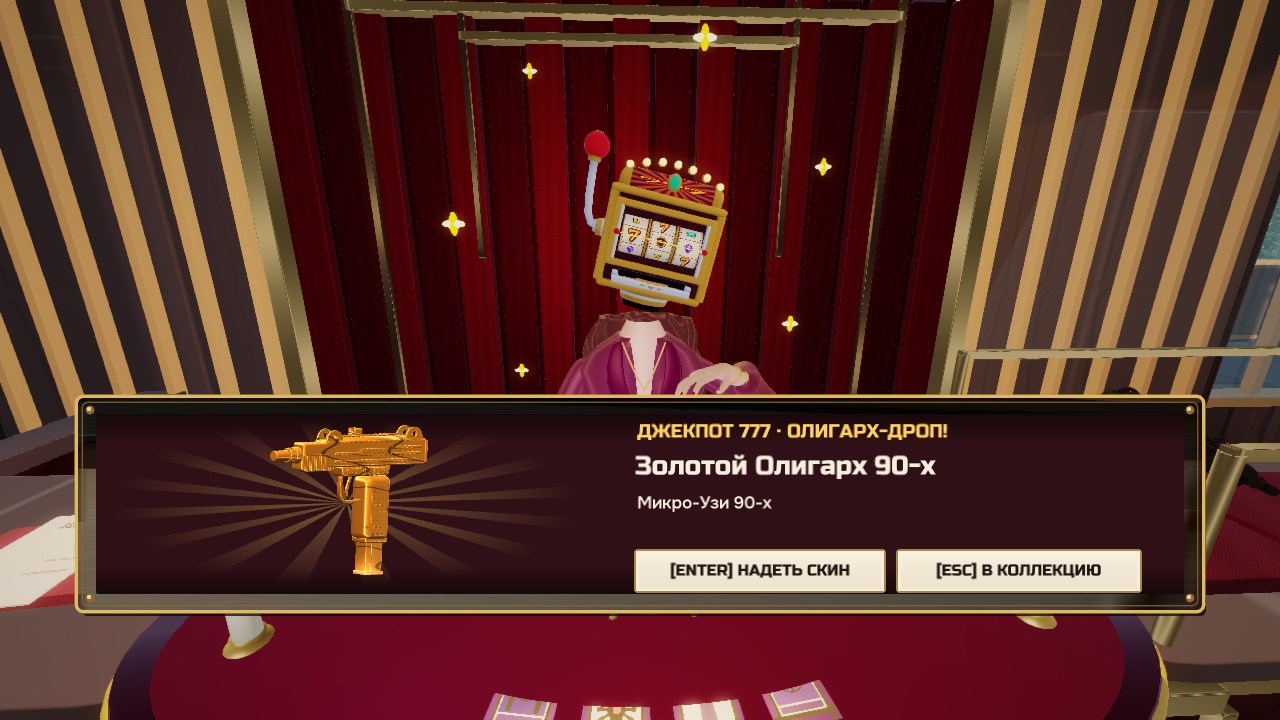 ДЖЕКПОТ 777 · ОЛИГАРХ-ДРОП!
Золотой Олигарх 90-х
Микро-Узи 90-х
[ENTER] НАДЕТЬ СКИН
[ESC] В КОЛЛЕКЦИЮ